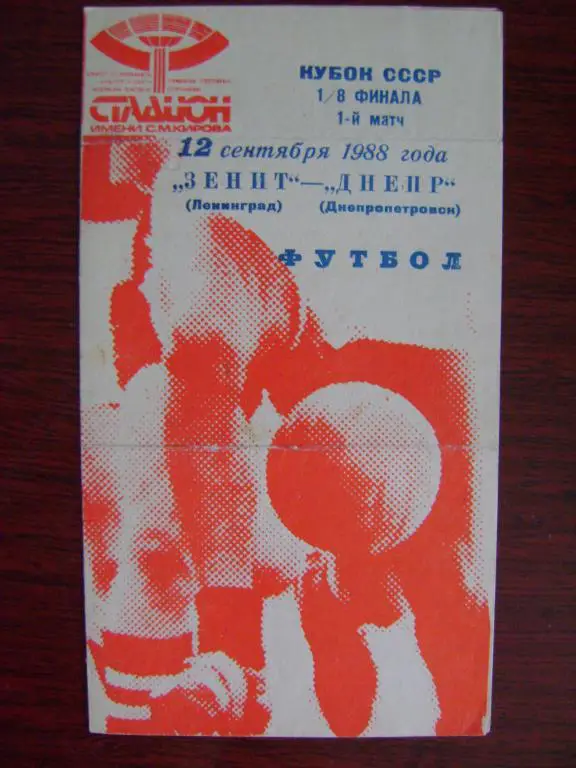 СТАДИОН
ИМЕНИ С.М.КИРОВА
КУБОК СССР
1/8 ФИНАЛА
1-й матч
12 сентября 1988 года
„ЗЕНИТ“—„ДНЕПР“
(Ленинград) (Днепропетровск)
ФУТБОЛ